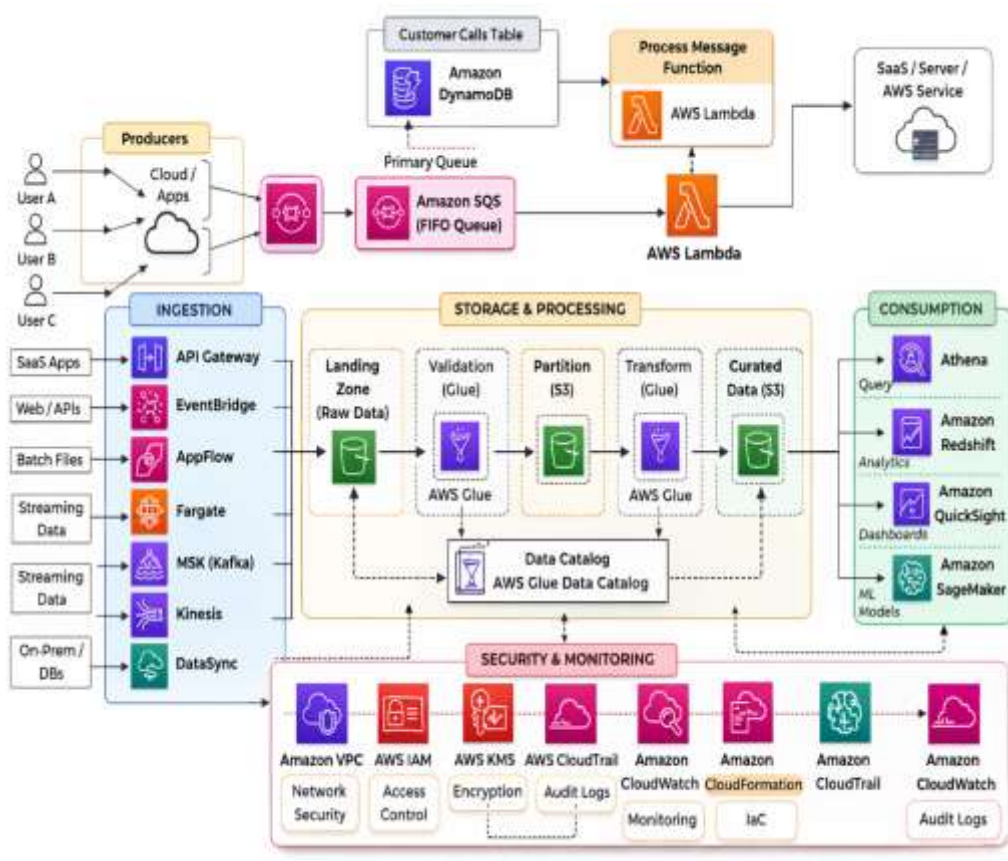 Customer Calls Table
Amazon
DynamoDB
Process Message
Function
AWS Lambda
SaaS / Server /
AWS Service
Producers
Cloud /
Apps
User A
User B
User C
Primary Queue
Amazon SQS
(FIFO Queue)
AWS Lambda
INGESTION
SaaS Apps
API Gateway
Web / APIs
EventBridge
Batch Files
AppFlow
Streaming
Data
Fargate
Streaming
Data
MSK (Kafka)
Kinesis
On-Prem /
DBs
DataSync
STORAGE & PROCESSING
Landing
Zone
(Raw Data)
Validation
(Glue)
AWS Glue
Partition
(S3)
Transform
(Glue)
AWS Glue
Curated
Data (S3)
Data Catalog
AWS Glue Data Catalog
CONSUMPTION
Athena
Query
Amazon
Redshift
Analytics
Amazon
QuickSight
Dashboards
Amazon
SageMaker
ML
Models
SECURITY & MONITORING
Amazon VPC
Network
Security
AWS IAM
Access
Control
AWS KMS
Encryption
AWS CloudTrail
Audit Logs
Amazon
CloudWatch
Monitoring
Amazon
CloudFormation
IaC
Amazon
CloudTrail
Amazon
CloudWatch
Audit Logs